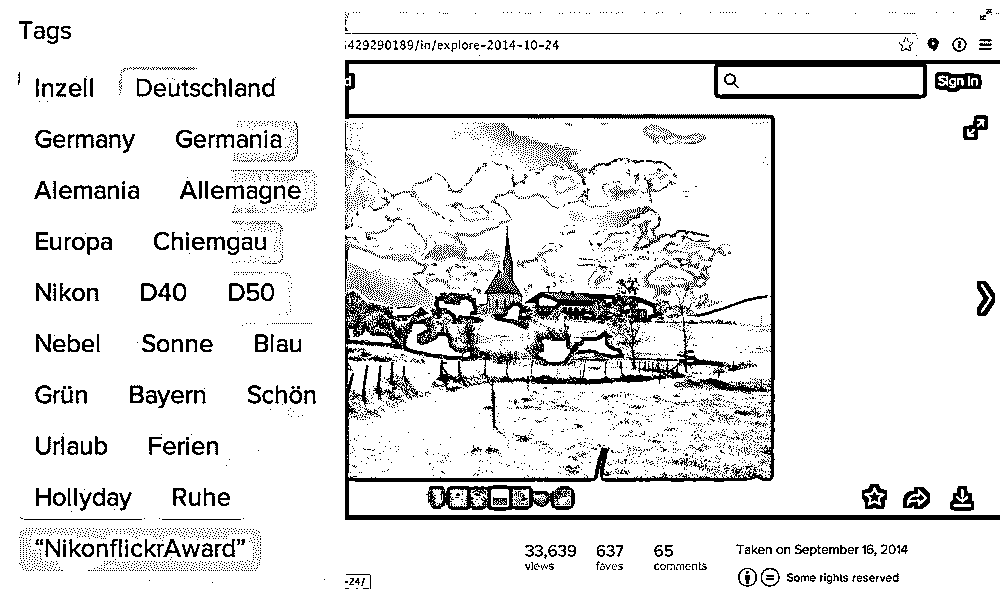 Tags
Inzell Deutschland
Germany Germania
Alemania Allemagne
Europa Chiemgau
Nikon D40 D50
Nebel Sonne Blau
Grün Bayern Schön
Urlaub Ferien
Hollyday Ruhe
“NikonflickrAward”
429290189/in/explore-2014-10-24
Sign In
33,639 637 65
views faves comments
Taken on September 16, 2014
Some rights reserved
-24/